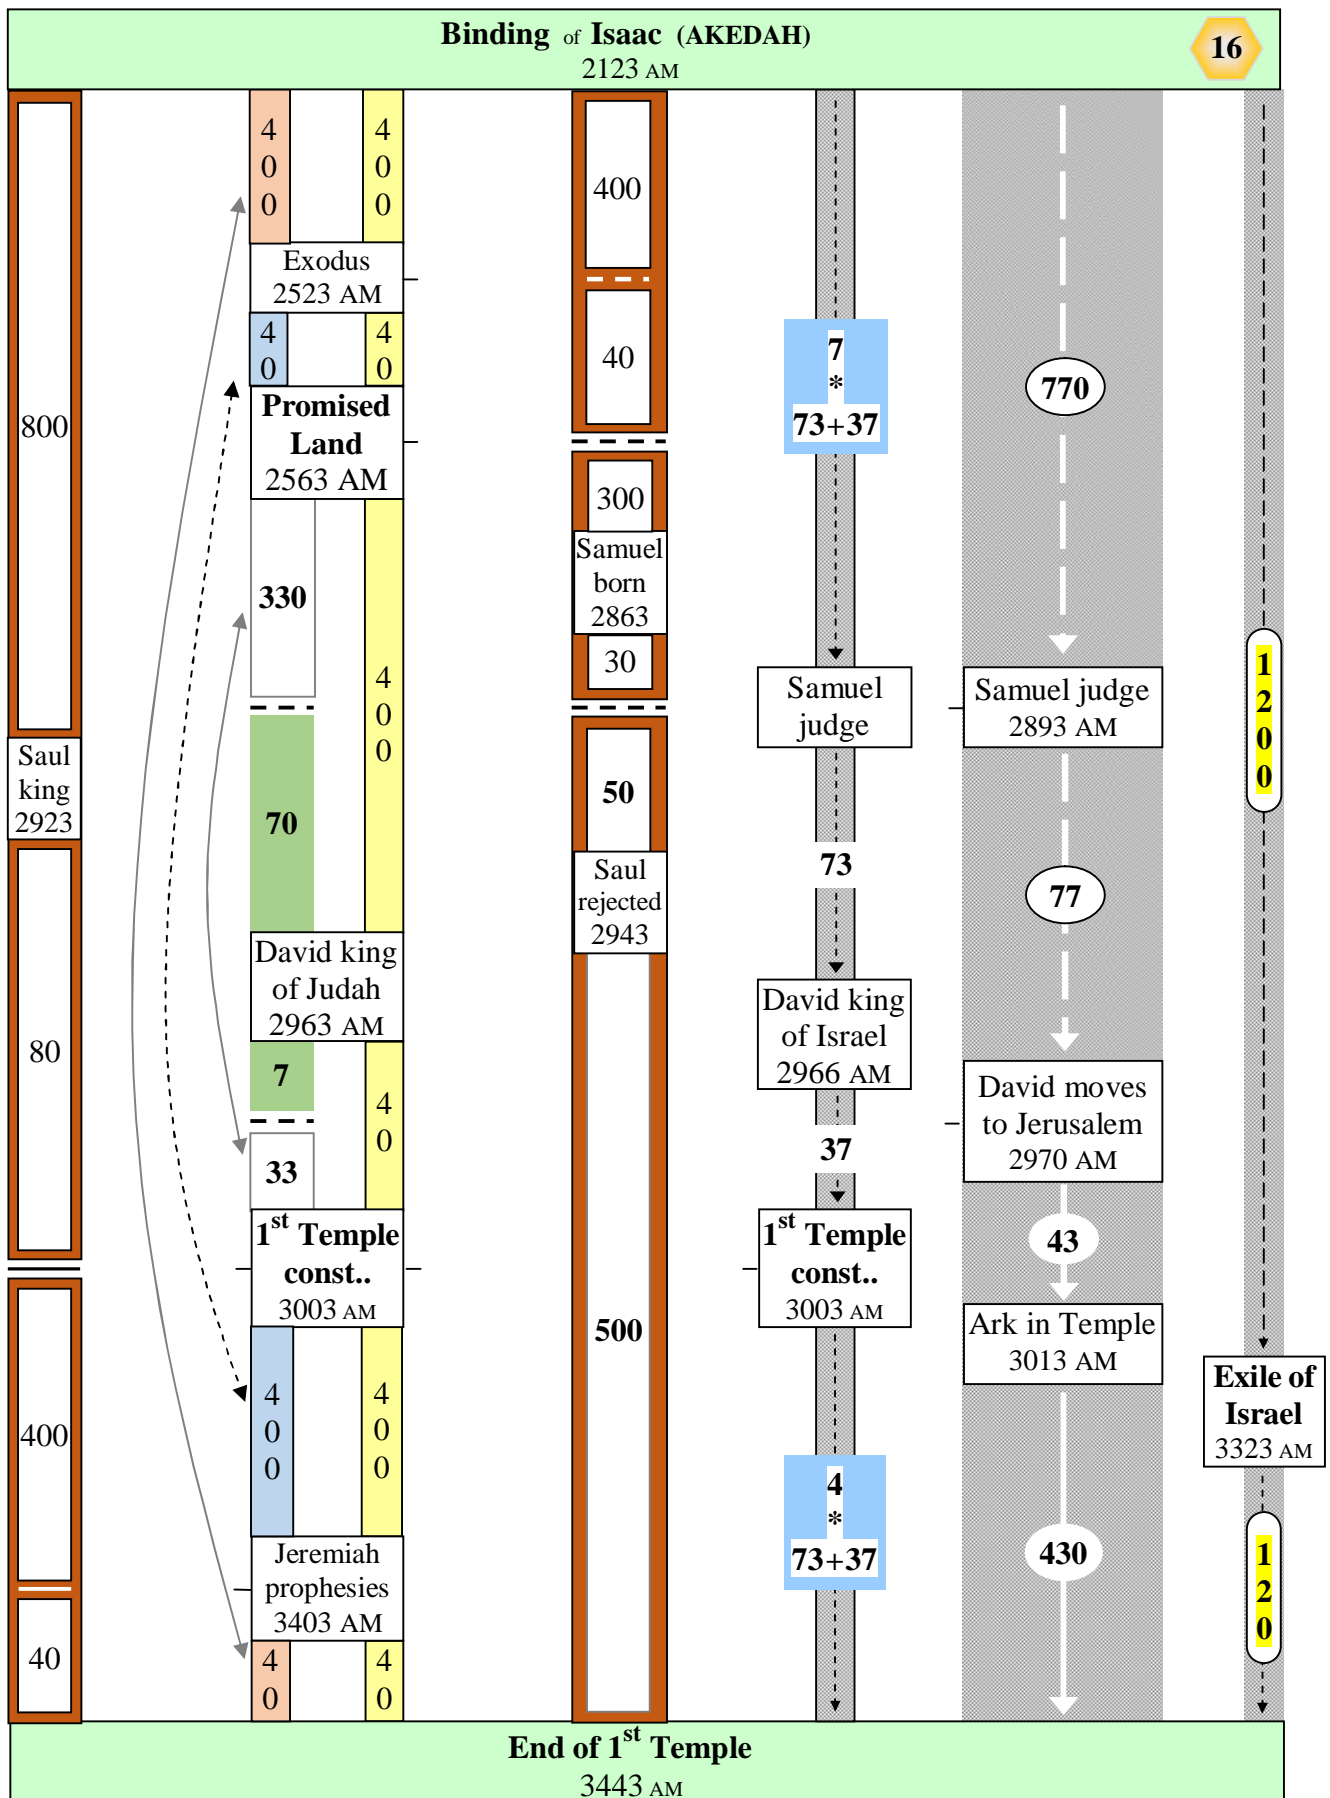 Binding of Isaac (AKEDAH)
2123 AM
16
800
Saul
king
2923
80
400
40
4
0
0
4
0
0
Exodus
2523 AM
4
0
4
0
Promised
Land
2563 AM
330
4
0
0
70
David king
of Judah
2963 AM
7
4
0
33
1st Temple
const..
3003 AM
4
0
0
4
0
0
Jeremiah
prophesies
3403 AM
4
0
4
0
400
40
300
Samuel
born
2863
30
50
Saul
rejected
2943
500
7
*
73+37
Samuel
judge
73
David king
of Israel
2966 AM
37
1st Temple
const..
3003 AM
4
*
73+37
770
Samuel judge
2893 AM
77
David moves
to Jerusalem
2970 AM
43
Ark in Temple
3013 AM
430
1
2
0
0
Exile of
Israel
3323 AM
1
2
0
End of 1st Temple
3443 AM